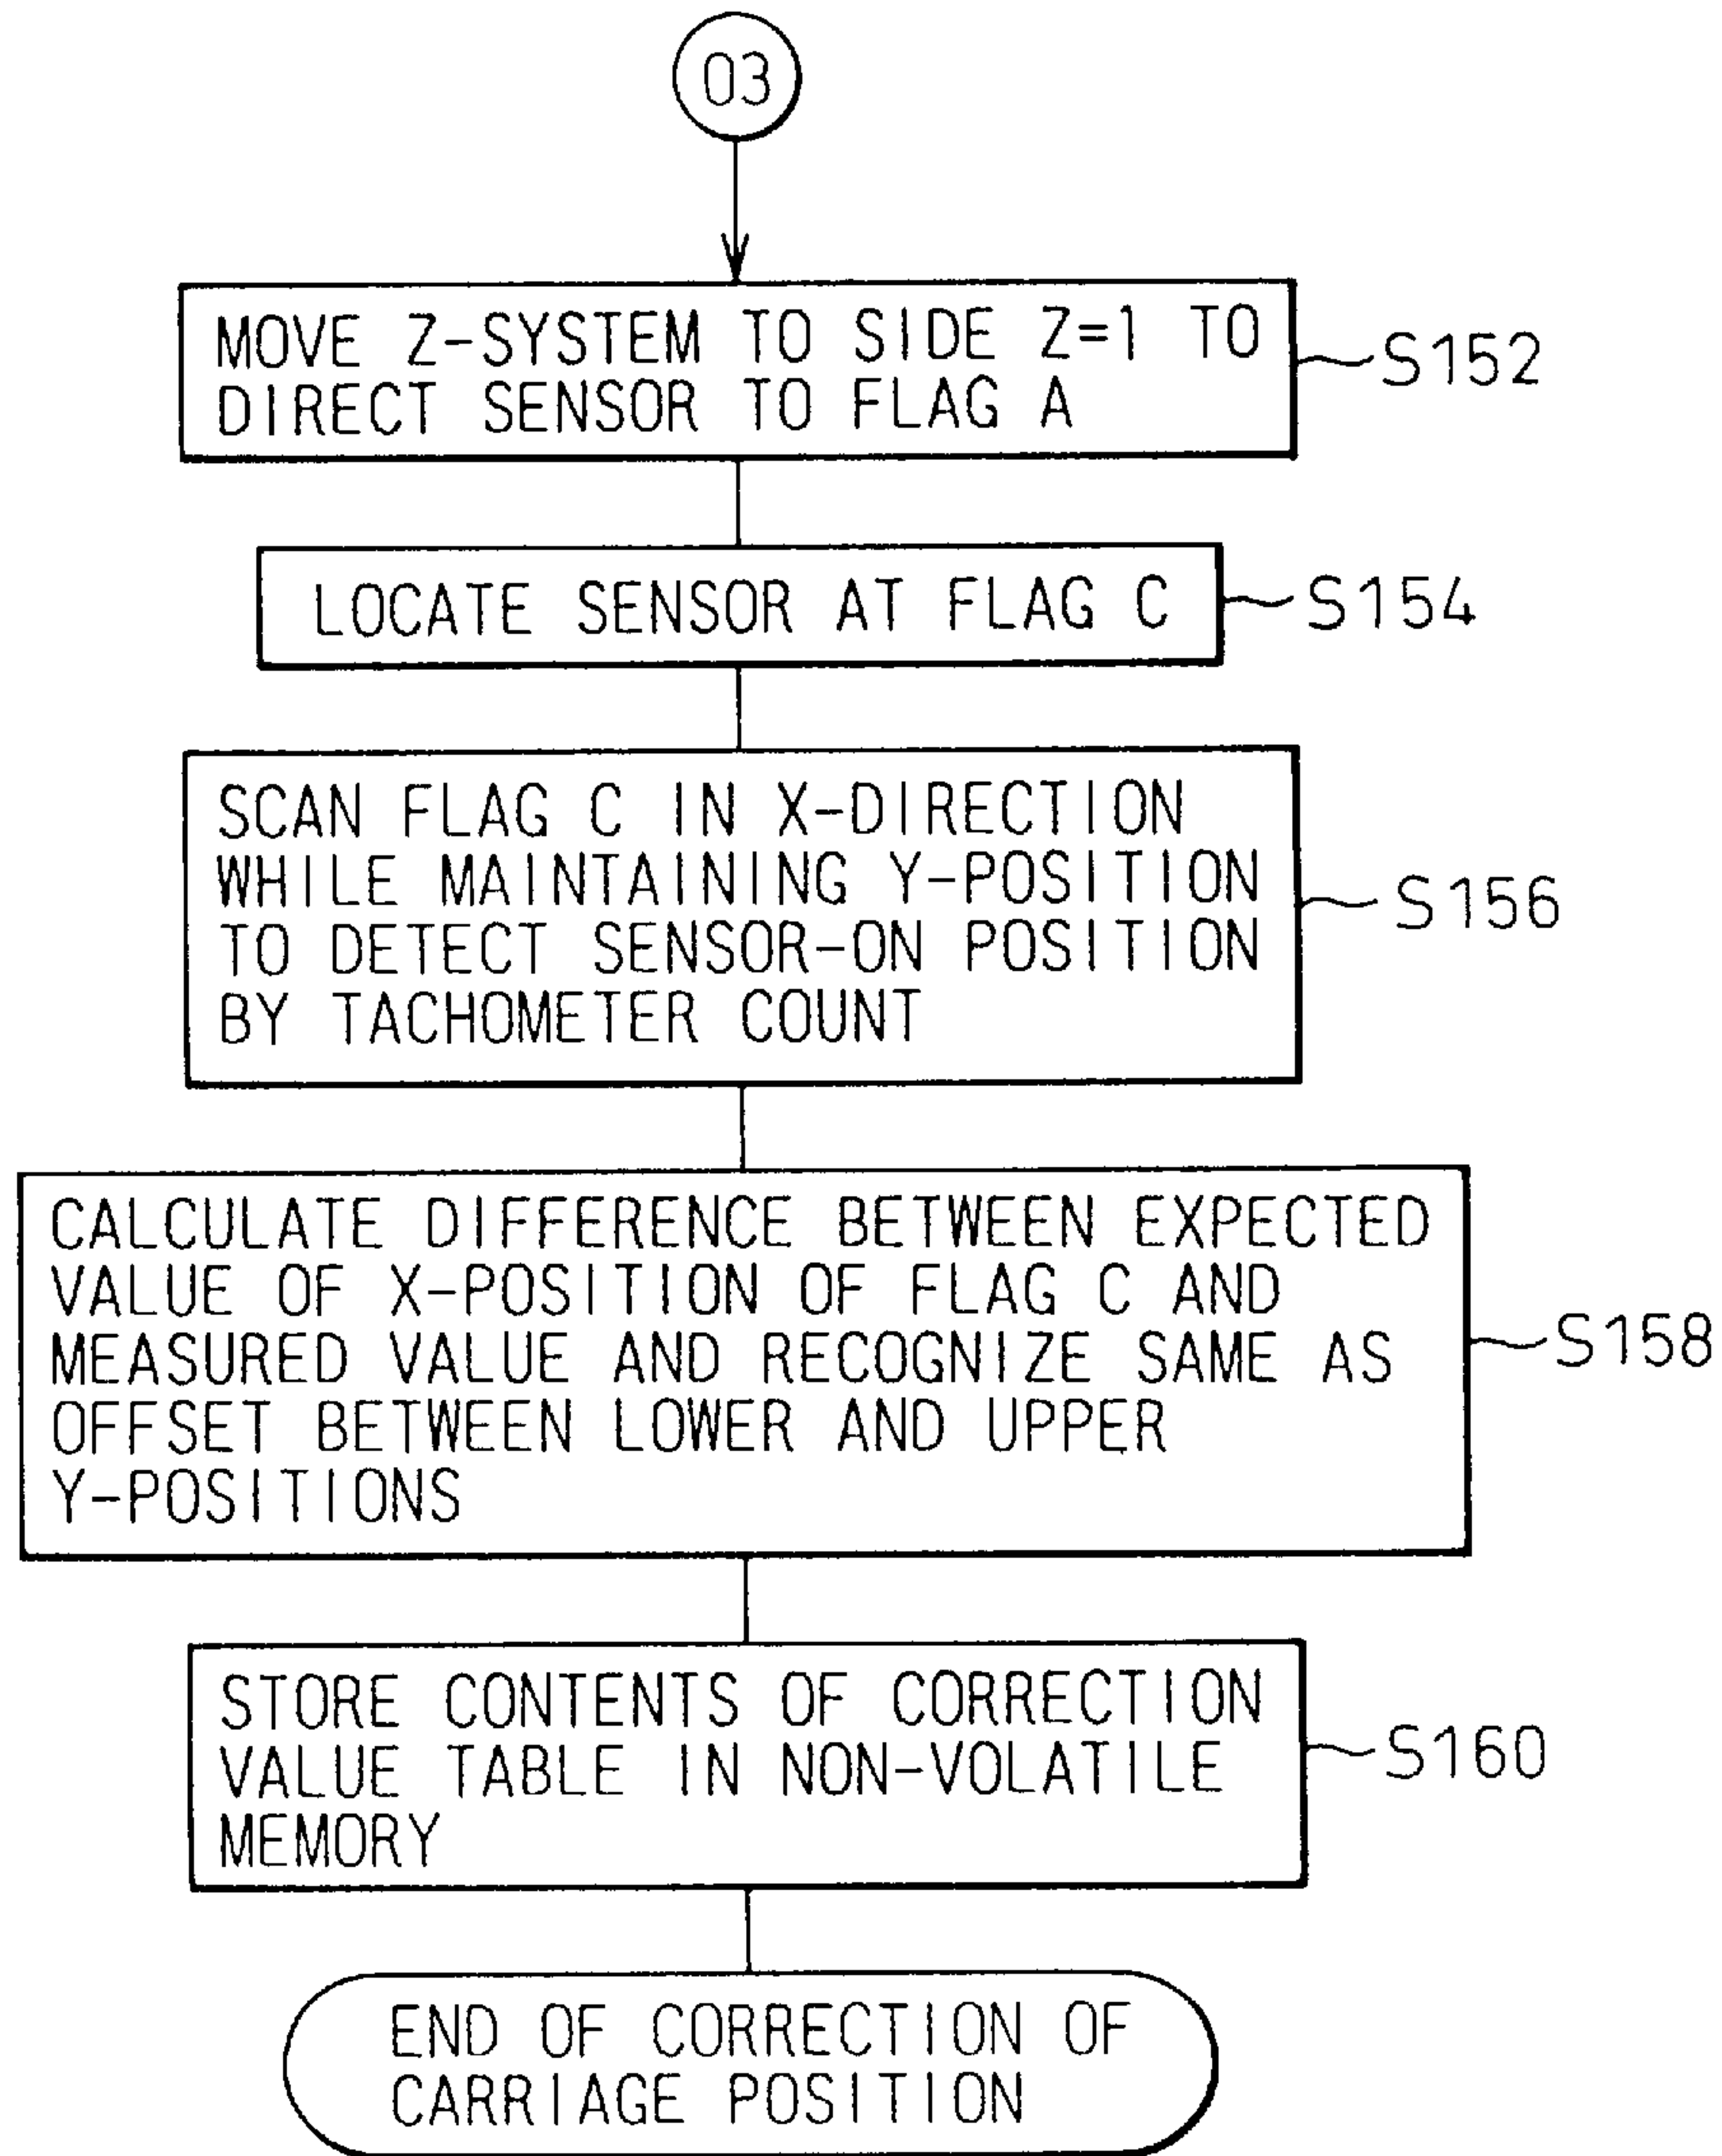 03
MOVE Z-SYSTEM TO SIDE Z=1 TO
DIRECT SENSOR TO FLAG A
S152
LOCATE SENSOR AT FLAG C
S154
SCAN FLAG C IN X-DIRECTION
WHILE MAINTAINING Y-POSITION
TO DETECT SENSOR-ON POSITION
BY TACHOMETER COUNT
S156
CALCULATE DIFFERENCE BETWEEN EXPECTED
VALUE OF X-POSITION OF FLAG C AND
MEASURED VALUE AND RECOGNIZE SAME AS
OFFSET BETWEEN LOWER AND UPPER
Y-POSITIONS
S158
STORE CONTENTS OF CORRECTION
VALUE TABLE IN NON-VOLATILE
MEMORY
S160
END OF CORRECTION OF
CARRIAGE POSITION